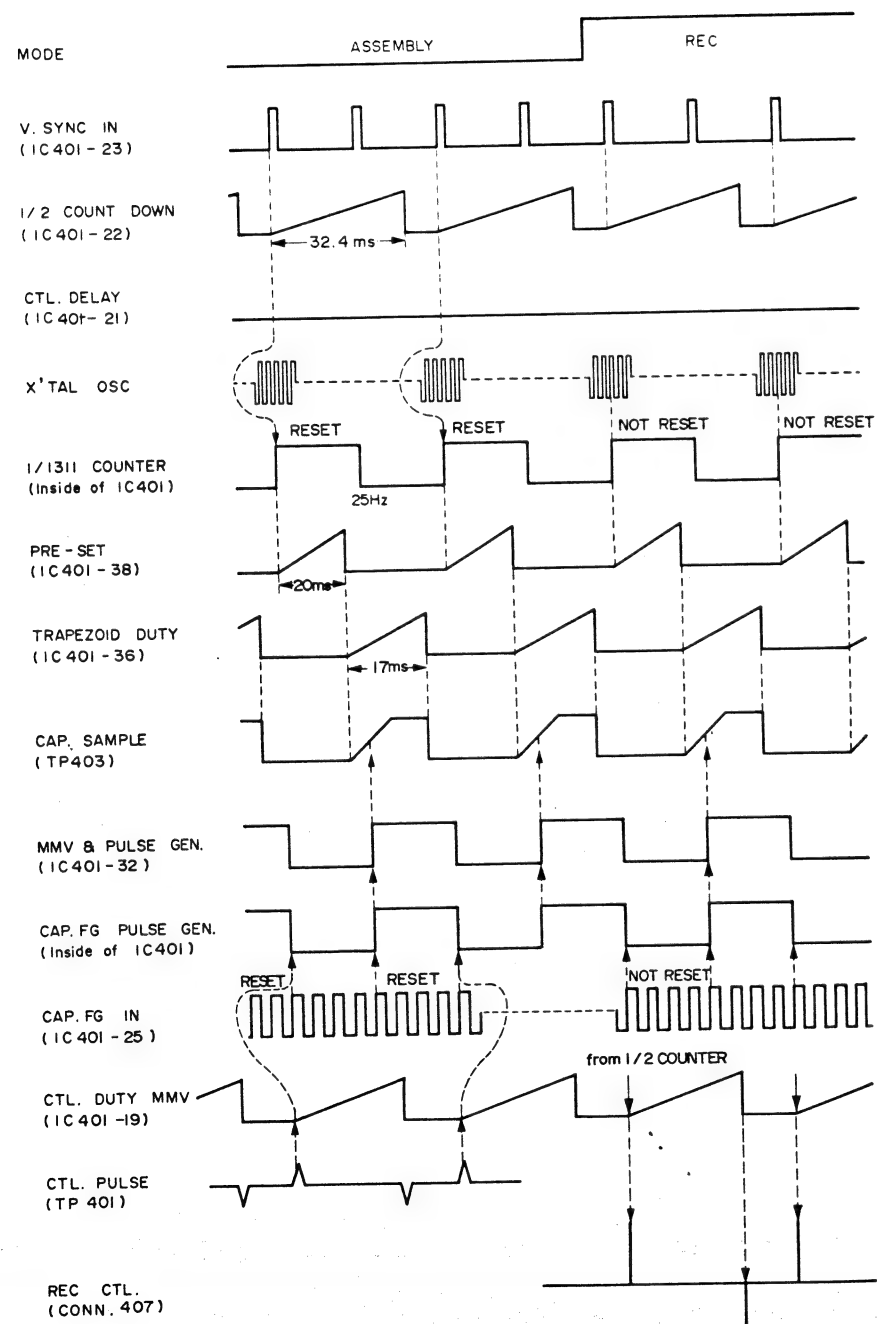 MODE
ASSEMBLY
REC
V. SYNC IN
(IC401-23)
1/2 COUNT DOWN
(IC401-22)
32.4 ms
CTL. DELAY
(IC401-21)
X'TAL OSC
RESET
RESET
NOT RESET
NOT RESET
1/1311 COUNTER
(Inside of IC401)
25Hz
PRE-SET
(IC401-38)
20ms
TRAPEZOID DUTY
(IC401-36)
17ms
CAP. SAMPLE
(TP403)
MMV & PULSE GEN.
(IC401-32)
CAP. FG PULSE GEN.
(Inside of IC401)
RESET
RESET
NOT RESET
CAP. FG IN
(IC401-25)
from 1/2 COUNTER
CTL. DUTY MMV
(IC401-19)
CTL. PULSE
(TP 401)
REC CTL.
(CONN. 407)